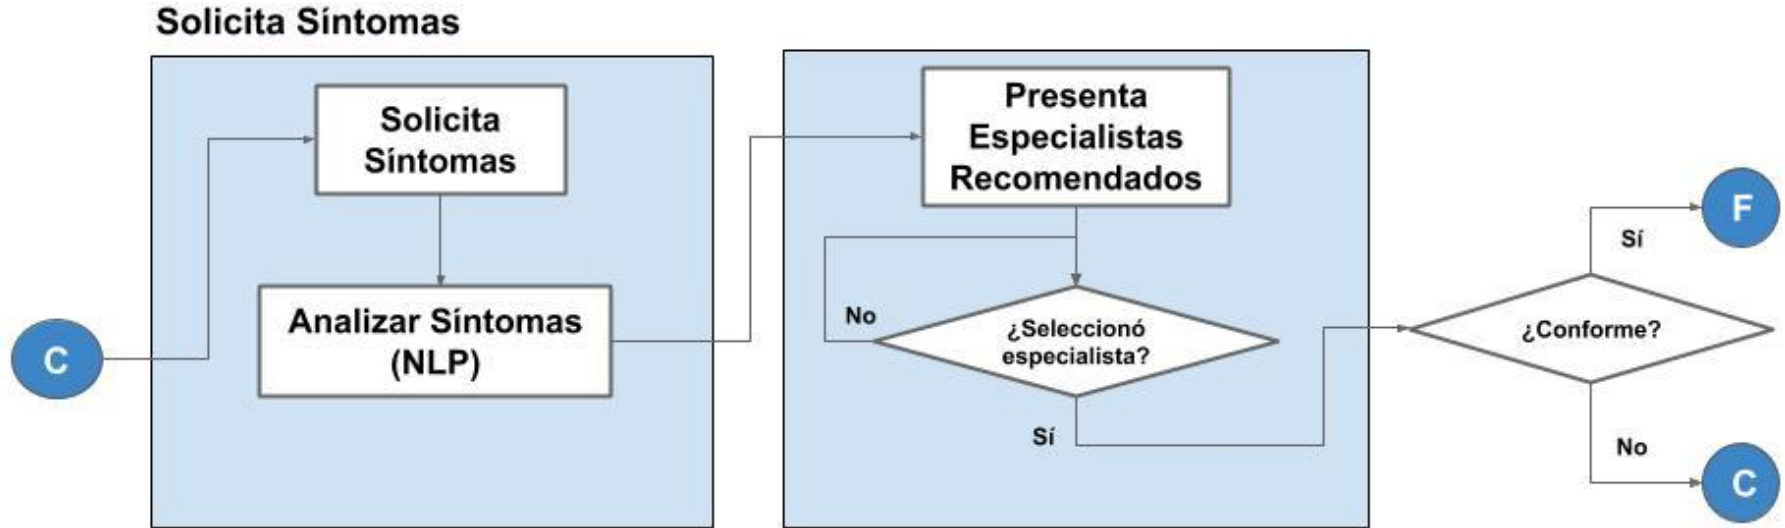 Solicita Síntomas
Solicita
Síntomas
Analizar Síntomas
(NLP)
C
Presenta
Especialistas
Recomendados
No
¿Seleccionó
especialista?
Sí
¿Conforme?
Sí
F
No
C